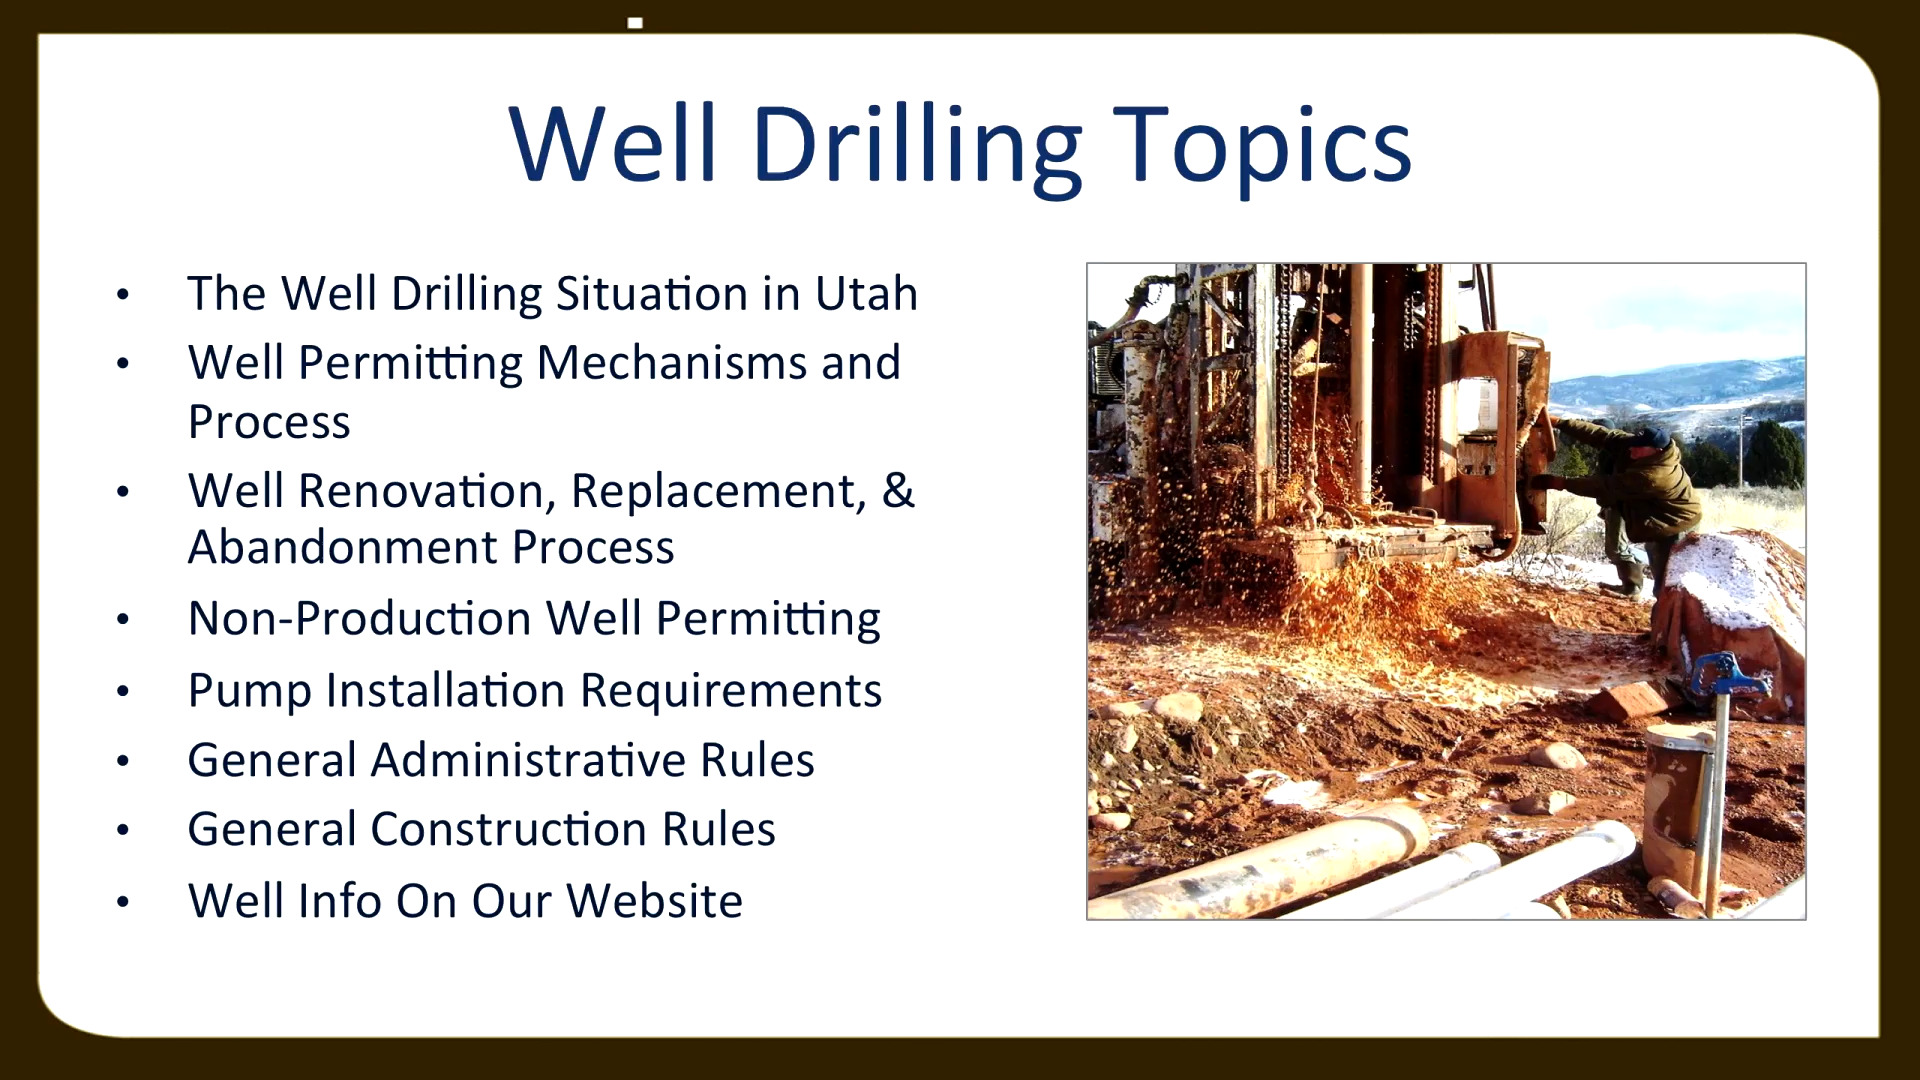 Well Drilling Topics
• The Well Drilling Situation in Utah
• Well Permitting Mechanisms and
Process
• Well Renovation, Replacement, &
Abandonment Process
• Non-Production Well Permitting
• Pump Installation Requirements
• General Administrative Rules
• General Construction Rules
• Well Info On Our Website